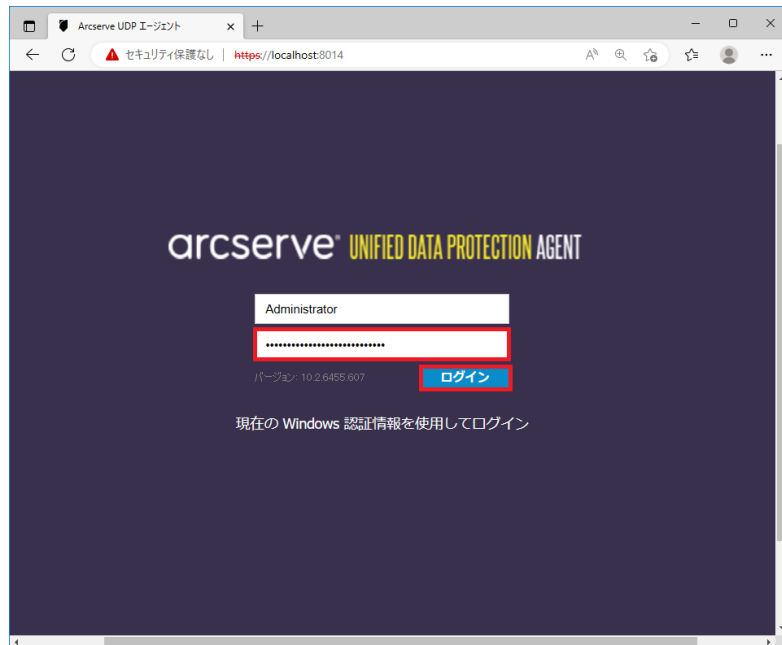 Arcserve UDP エージェント
セキュリティ保護なし | https://localhost:8014
arcserve® UNIFIED DATA PROTECTION AGENT
Administrator
••••••••••••••••••••••••••••
バージョン: 10.2.6455.607
ログイン
現在の Windows 認証情報を使用してログイン